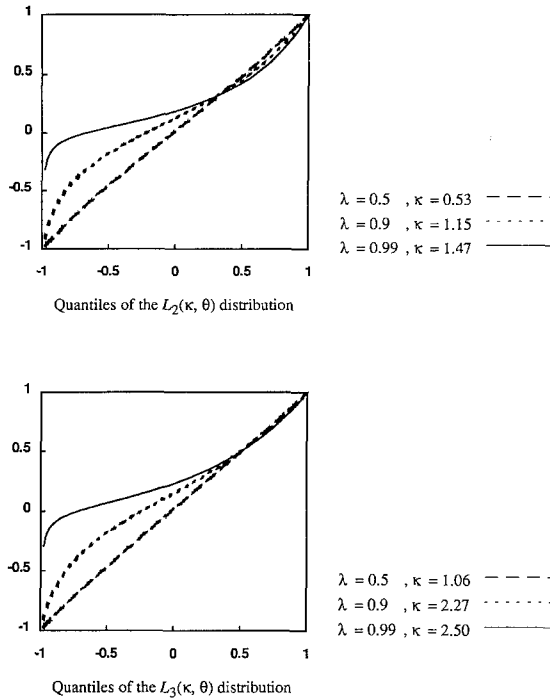 1
0.5
0
-0.5
-1
-1 -0.5 0 0.5 1
Quantiles of the L₂(κ, θ) distribution
λ = 0.5 , κ = 0.53
λ = 0.9 , κ = 1.15
λ = 0.99 , κ = 1.47
1
0.5
0
-0.5
-1
-1 -0.5 0 0.5 1
Quantiles of the L₃(κ, θ) distribution
λ = 0.5 , κ = 1.06
λ = 0.9 , κ = 2.27
λ = 0.99 , κ = 2.50